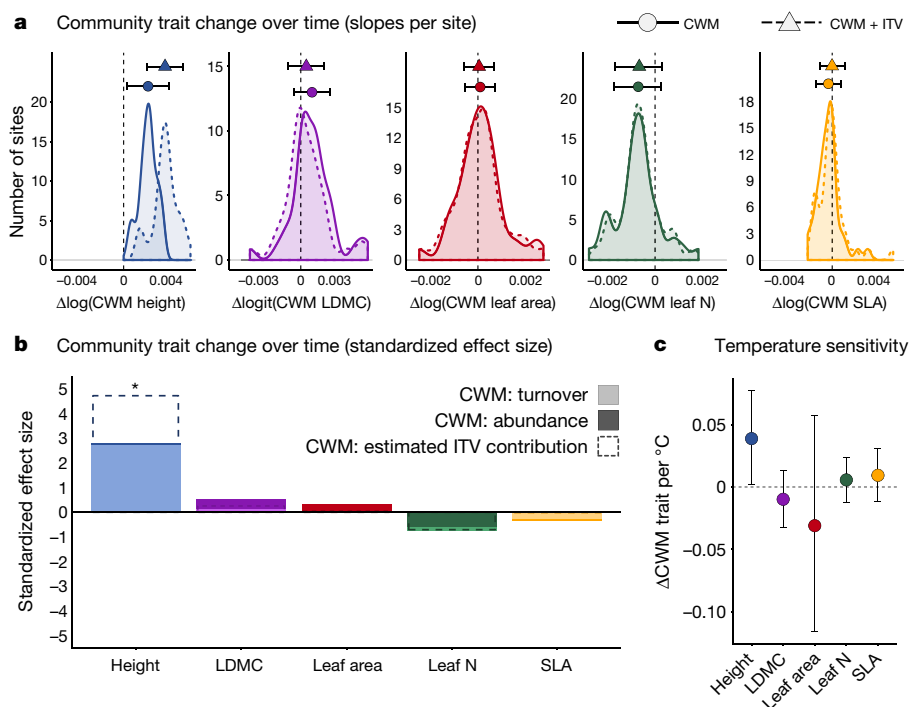 a Community trait change over time (slopes per site) CWM CWM + ITV
Number of sites
20 15 10 5 0
15 10 5 0
15 12 9 6 3 0
20 15 10 5 0
18 15 12 9 6 3 0
−0.004 0 0.004
−0.003 0 0.003
−0.002 0 0.002
−0.002 0 0.002
−0.004 0 0.004
Δlog(CWM height) Δlogit(CWM LDMC) Δlog(CWM leaf area) Δlog(CWM leaf N) Δlog(CWM SLA)
b Community trait change over time (standardized effect size)
Standardized effect size
5
4
3
2
1
0
−1
−2
−3
−4
−5
*
CWM: turnover
CWM: abundance
CWM: estimated ITV contribution
Height LDMC Leaf area Leaf N SLA
c Temperature sensitivity
ΔCWM trait per °C
0.05
0
−0.05
−0.10
Height LDMC Leaf area Leaf N SLA